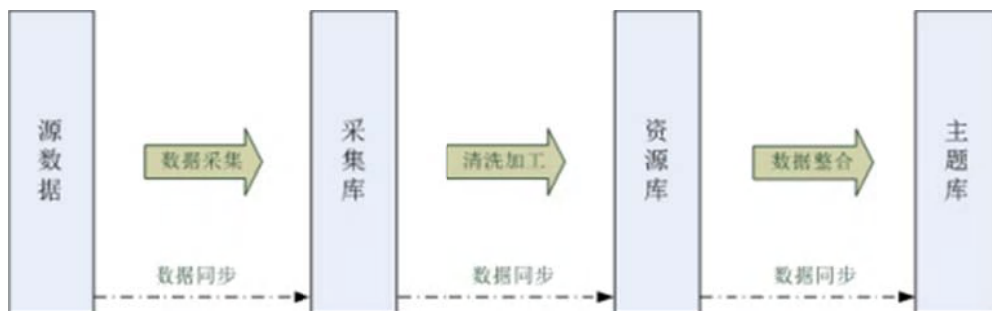 源数据
数据采集
采集库
清洗加工
资源库
数据整合
主题库
数据同步
数据同步
数据同步